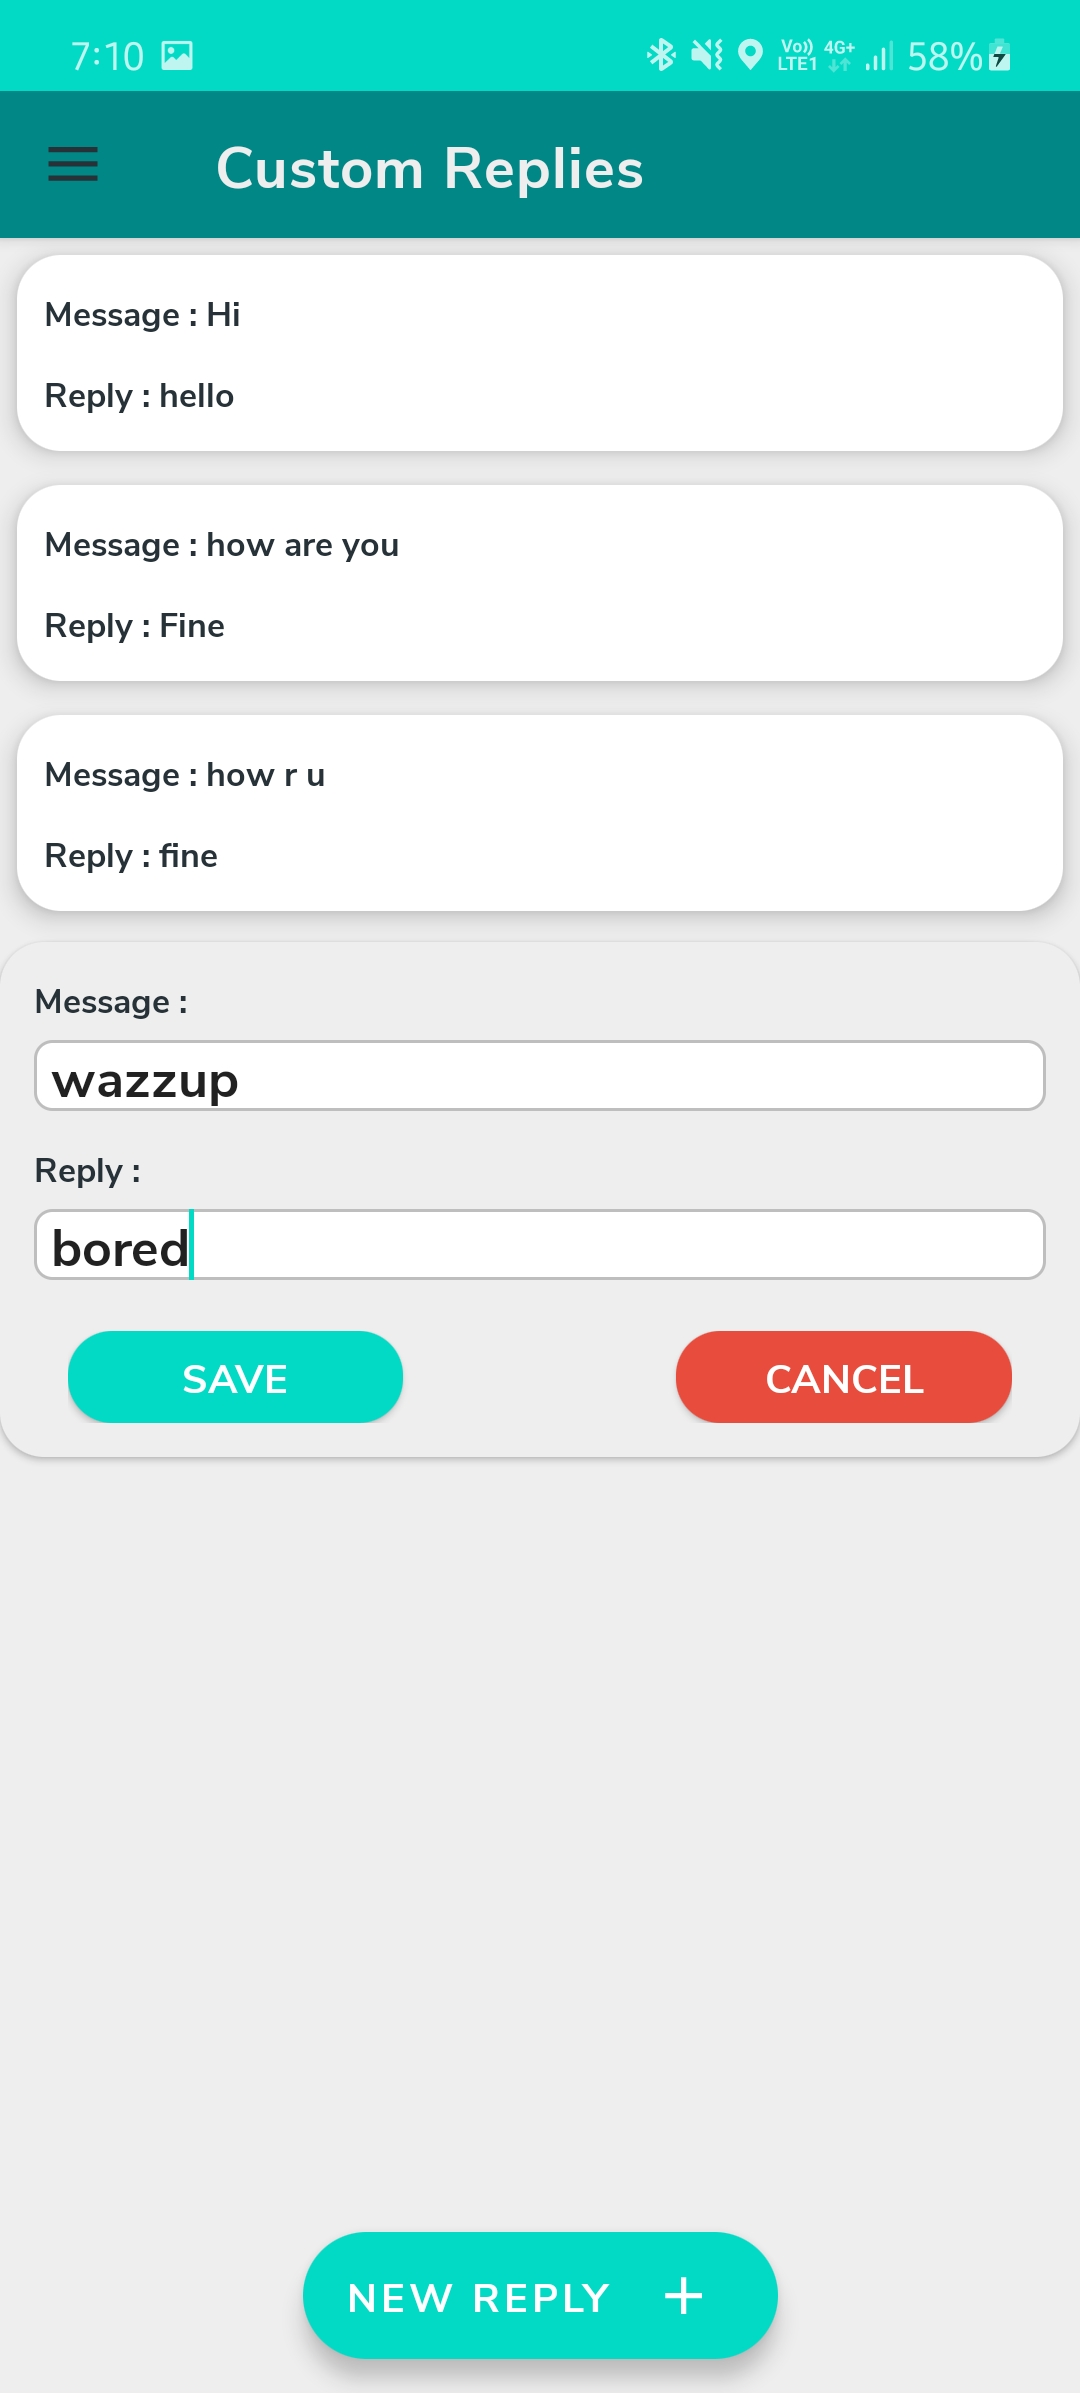 7:10 Vo)) LTE1 4G+ 58%
Custom Replies
Message : Hi
Reply : hello
Message : how are you
Reply : Fine
Message : how r u
Reply : fine
Message :
wazzup
Reply :
bored
SAVE CANCEL
NEW REPLY +